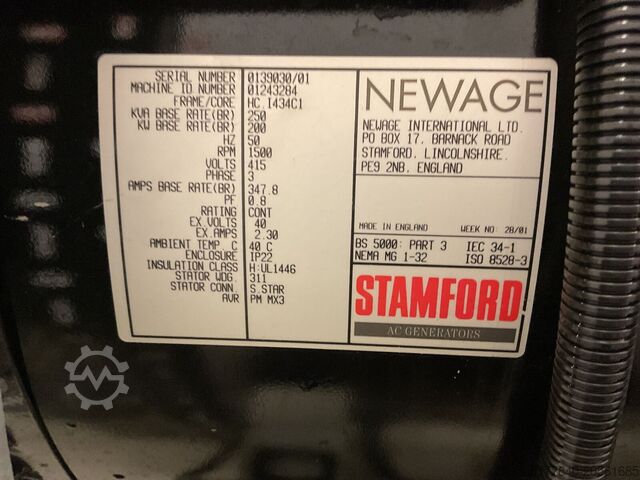 SERIAL NUMBER 0139030/01
MACHINE ID NUMBER 01243284
FRAME/CORE HC.I434C1
KVA BASE RATE(BR) 250
KW BASE RATE(BR) 200
HZ 50
RPM 1500
VOLTS 415
PHASE 3
AMPS BASE RATE(BR) 347.8
PF 0.8
RATING CONT
EX.VOLTS 40
EX.AMPS 2.30
AMBIENT TEMP. C 40 C
ENCLOSURE IP22
INSULATION CLASS H:UL1446
STATOR WDG. 311
STATOR CONN. S.STAR
AVR PM MX3
NEWAGE
NEWAGE INTERNATIONAL LTD.
PO BOX 17, BARNACK ROAD
STAMFORD, LINCOLNSHIRE,
PE9 2NB, ENGLAND
MADE IN ENGLAND WEEK NO: 28/01
BS 5000: PART 3 IEC 34-1
NEMA MG 1-32 ISO 8528-3
STAMFORD
AC GENERATORS